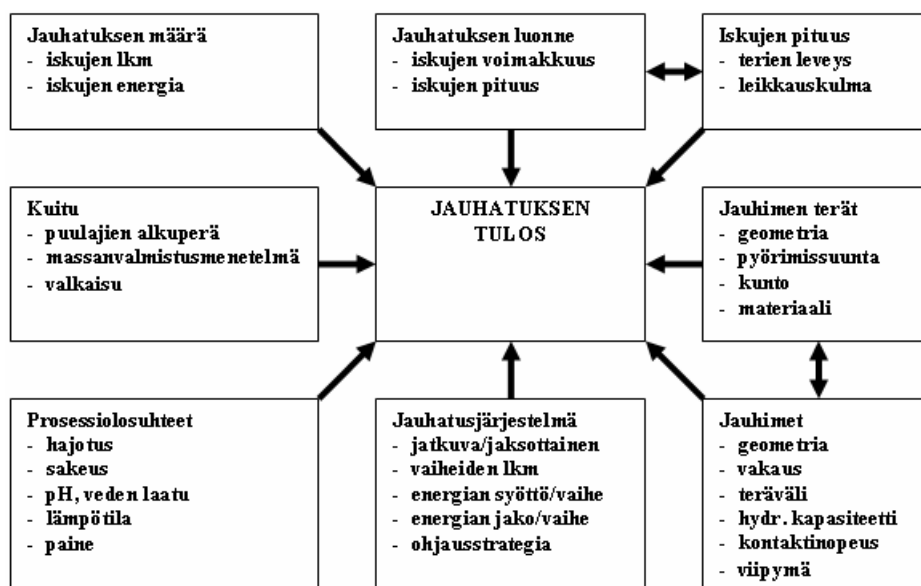 Jauhatuksen määrä
- iskujen lkm
- iskujen energia
Jauhatuksen luonne
- iskujen voimakkuus
- iskujen pituus
Iskujen pituus
- terien leveys
- leikkauskulma
Kuitu
- puulajien alkuperä
- massanvalmistusmenetelmä
- valkaisu
JAUHATUKSEN
TULOS
Jauhimen terät
- geometria
- pyörimissuunta
- kunto
- materiaali
Prosessiolosuhteet
- hajotus
- sakeus
- pH, veden laatu
- lämpötila
- paine
Jauhatusjärjestelmä
- jatkuva/jaksottainen
- vaiheiden lkm
- energian syöttö/vaihe
- energian jako/vaihe
- ohjausstrategia
Jauhimet
- geometria
- vakaus
- teräväli
- hydr. kapasiteetti
- kontaktinopeus
- viipymä